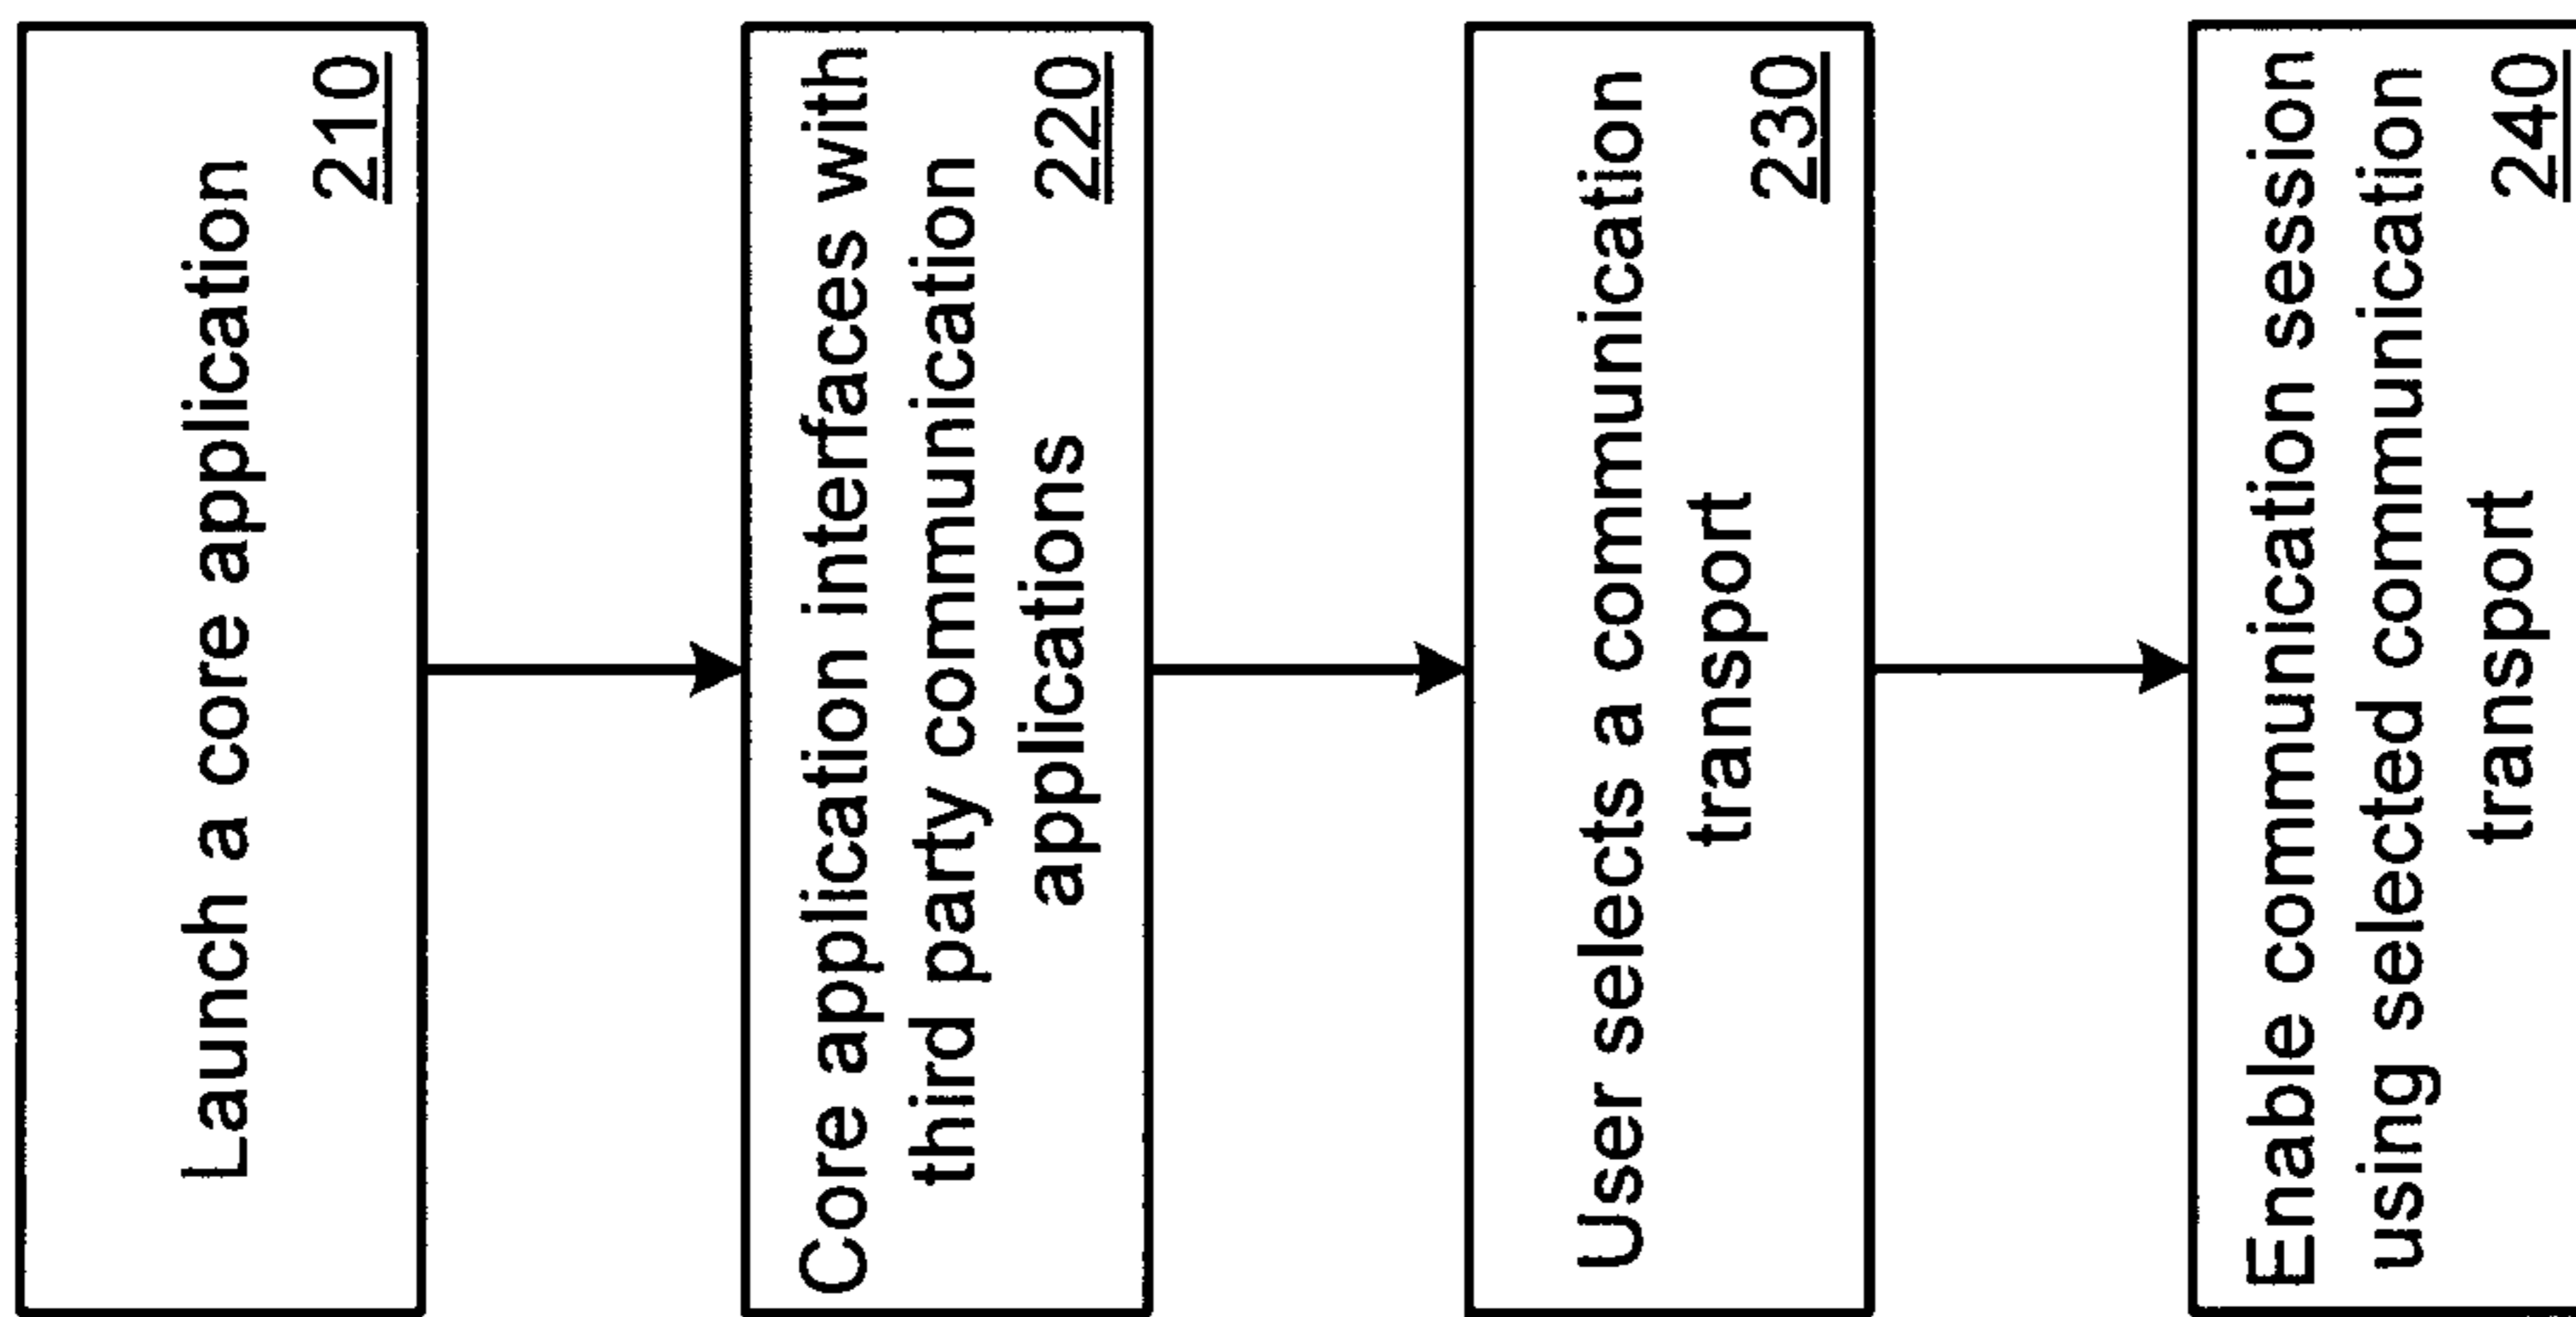 Launch a core application
210
Core application interfaces with
third party communication
applications
220
User selects a communication
transport
230
Enable communication session
using selected communication
transport
240